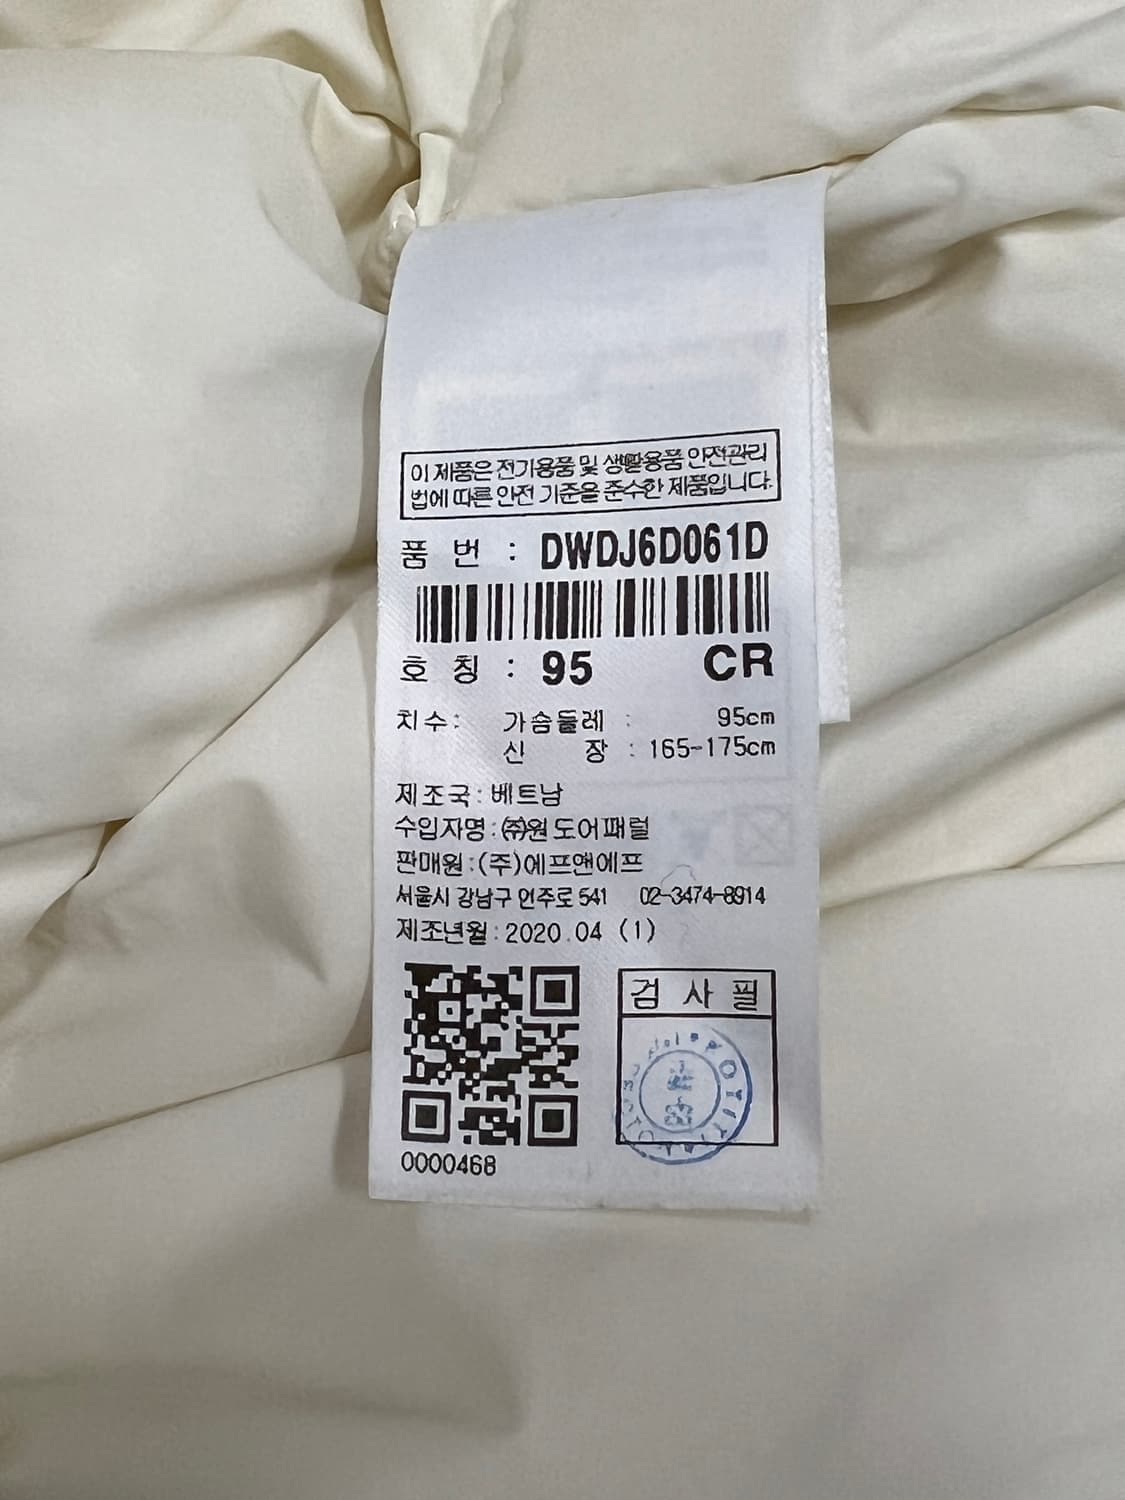 이 제품은 전기용품 및 생활용품 안전관리
법에 따른 안전 기준을 준수한 제품입니다.
품 번 : DWDJ6D061D
호 칭 : 95 CR
치수: 가슴둘레 : 95cm
신 장 : 165-175cm
제조국:베트남
수입자명:㈜원도어패럴
판매원:(주)에프앤에프
서울시 강남구 언주로 541 02-3474-8914
제조년월:2020.04 (1)
검 사 필
0000468